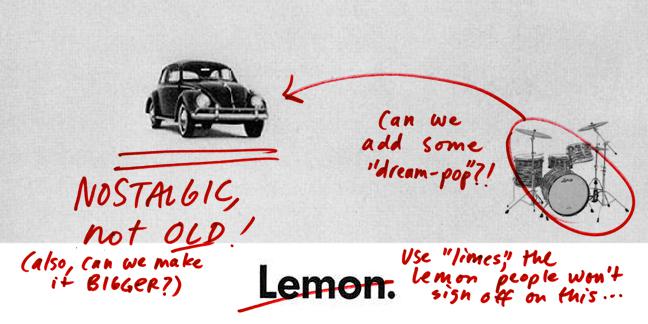 Can we
add some
"dream-pop"?!
NOSTALGIC,
not OLD!
(also, can we make
it BIGGER?)
Lemon.
Use "limes", the
lemon people won't
sign off on this...